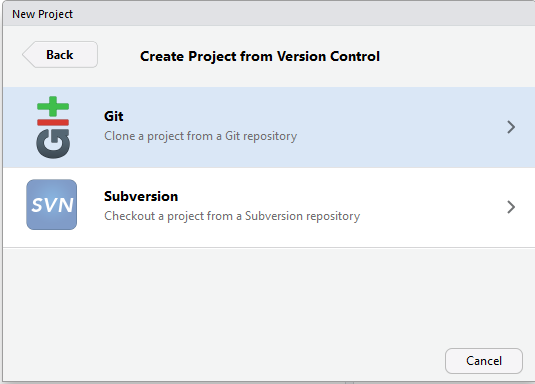 New Project
Back
Create Project from Version Control
git
Git
Clone a project from a Git repository
SVN
Subversion
Checkout a project from a Subversion repository
Cancel